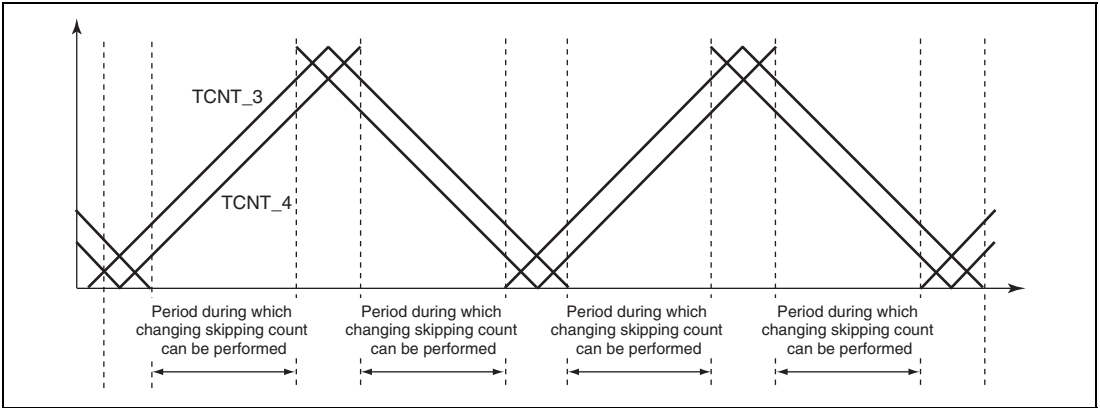 TCNT_3
TCNT_4
Period during which
changing skipping count
can be performed
Period during which
changing skipping count
can be performed
Period during which
changing skipping count
can be performed
Period during which
changing skipping count
can be performed